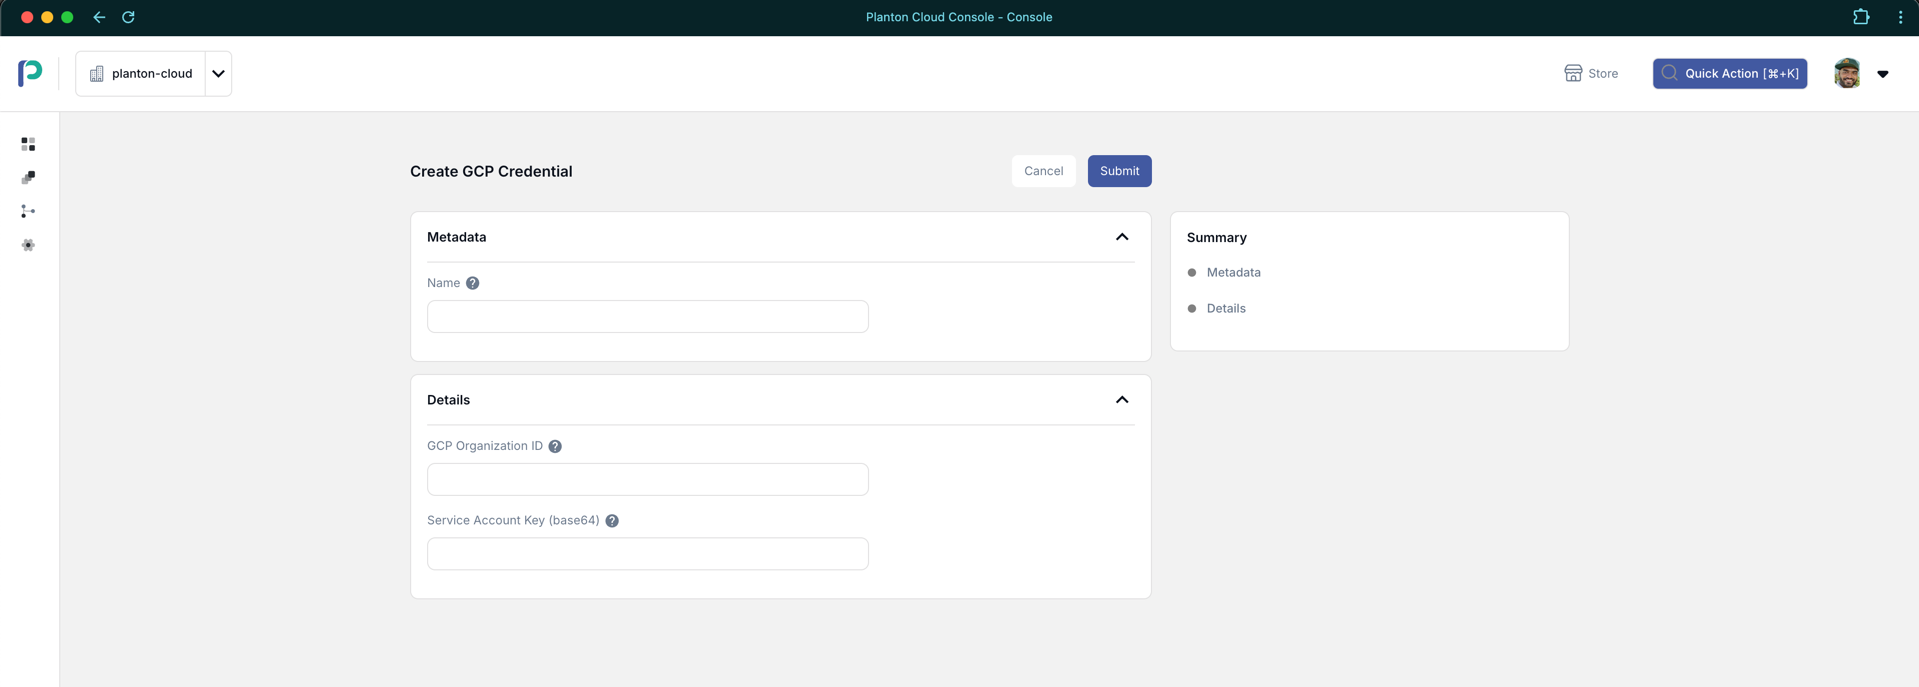 Planton Cloud Console - Console
planton-cloud
Store
Quick Action [⌘+K]
Create GCP Credential
Cancel
Submit
Metadata
Name ?
Summary
Metadata
Details
Details
GCP Organization ID ?
Service Account Key (base64) ?